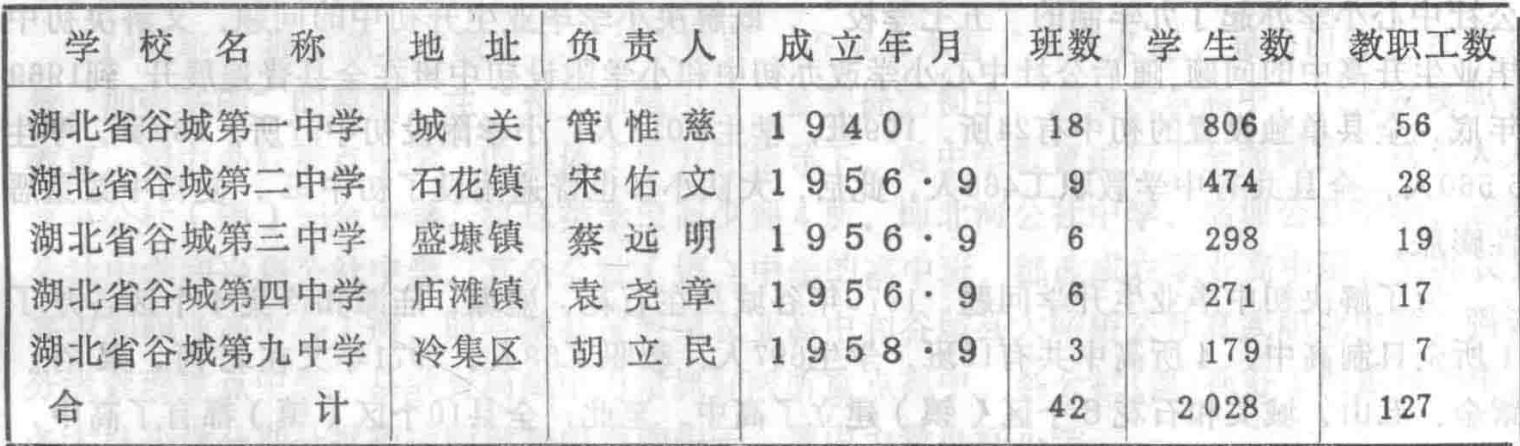 学校名称 地址 负责人 成立年月 班数 学生数 教职工数
湖北省谷城第一中学 城关 管惟慈 1940 18 806 56
湖北省谷城第二中学 石花镇 宋佑文 1956·9 9 474 28
湖北省谷城第三中学 盛塘镇 蔡远明 1956·9 6 298 19
湖北省谷城第四中学 庙滩镇 袁尧章 1956·9 6 271 17
湖北省谷城第九中学 冷集区 胡立民 1958·9 3 179 7
合计 42 2028 127